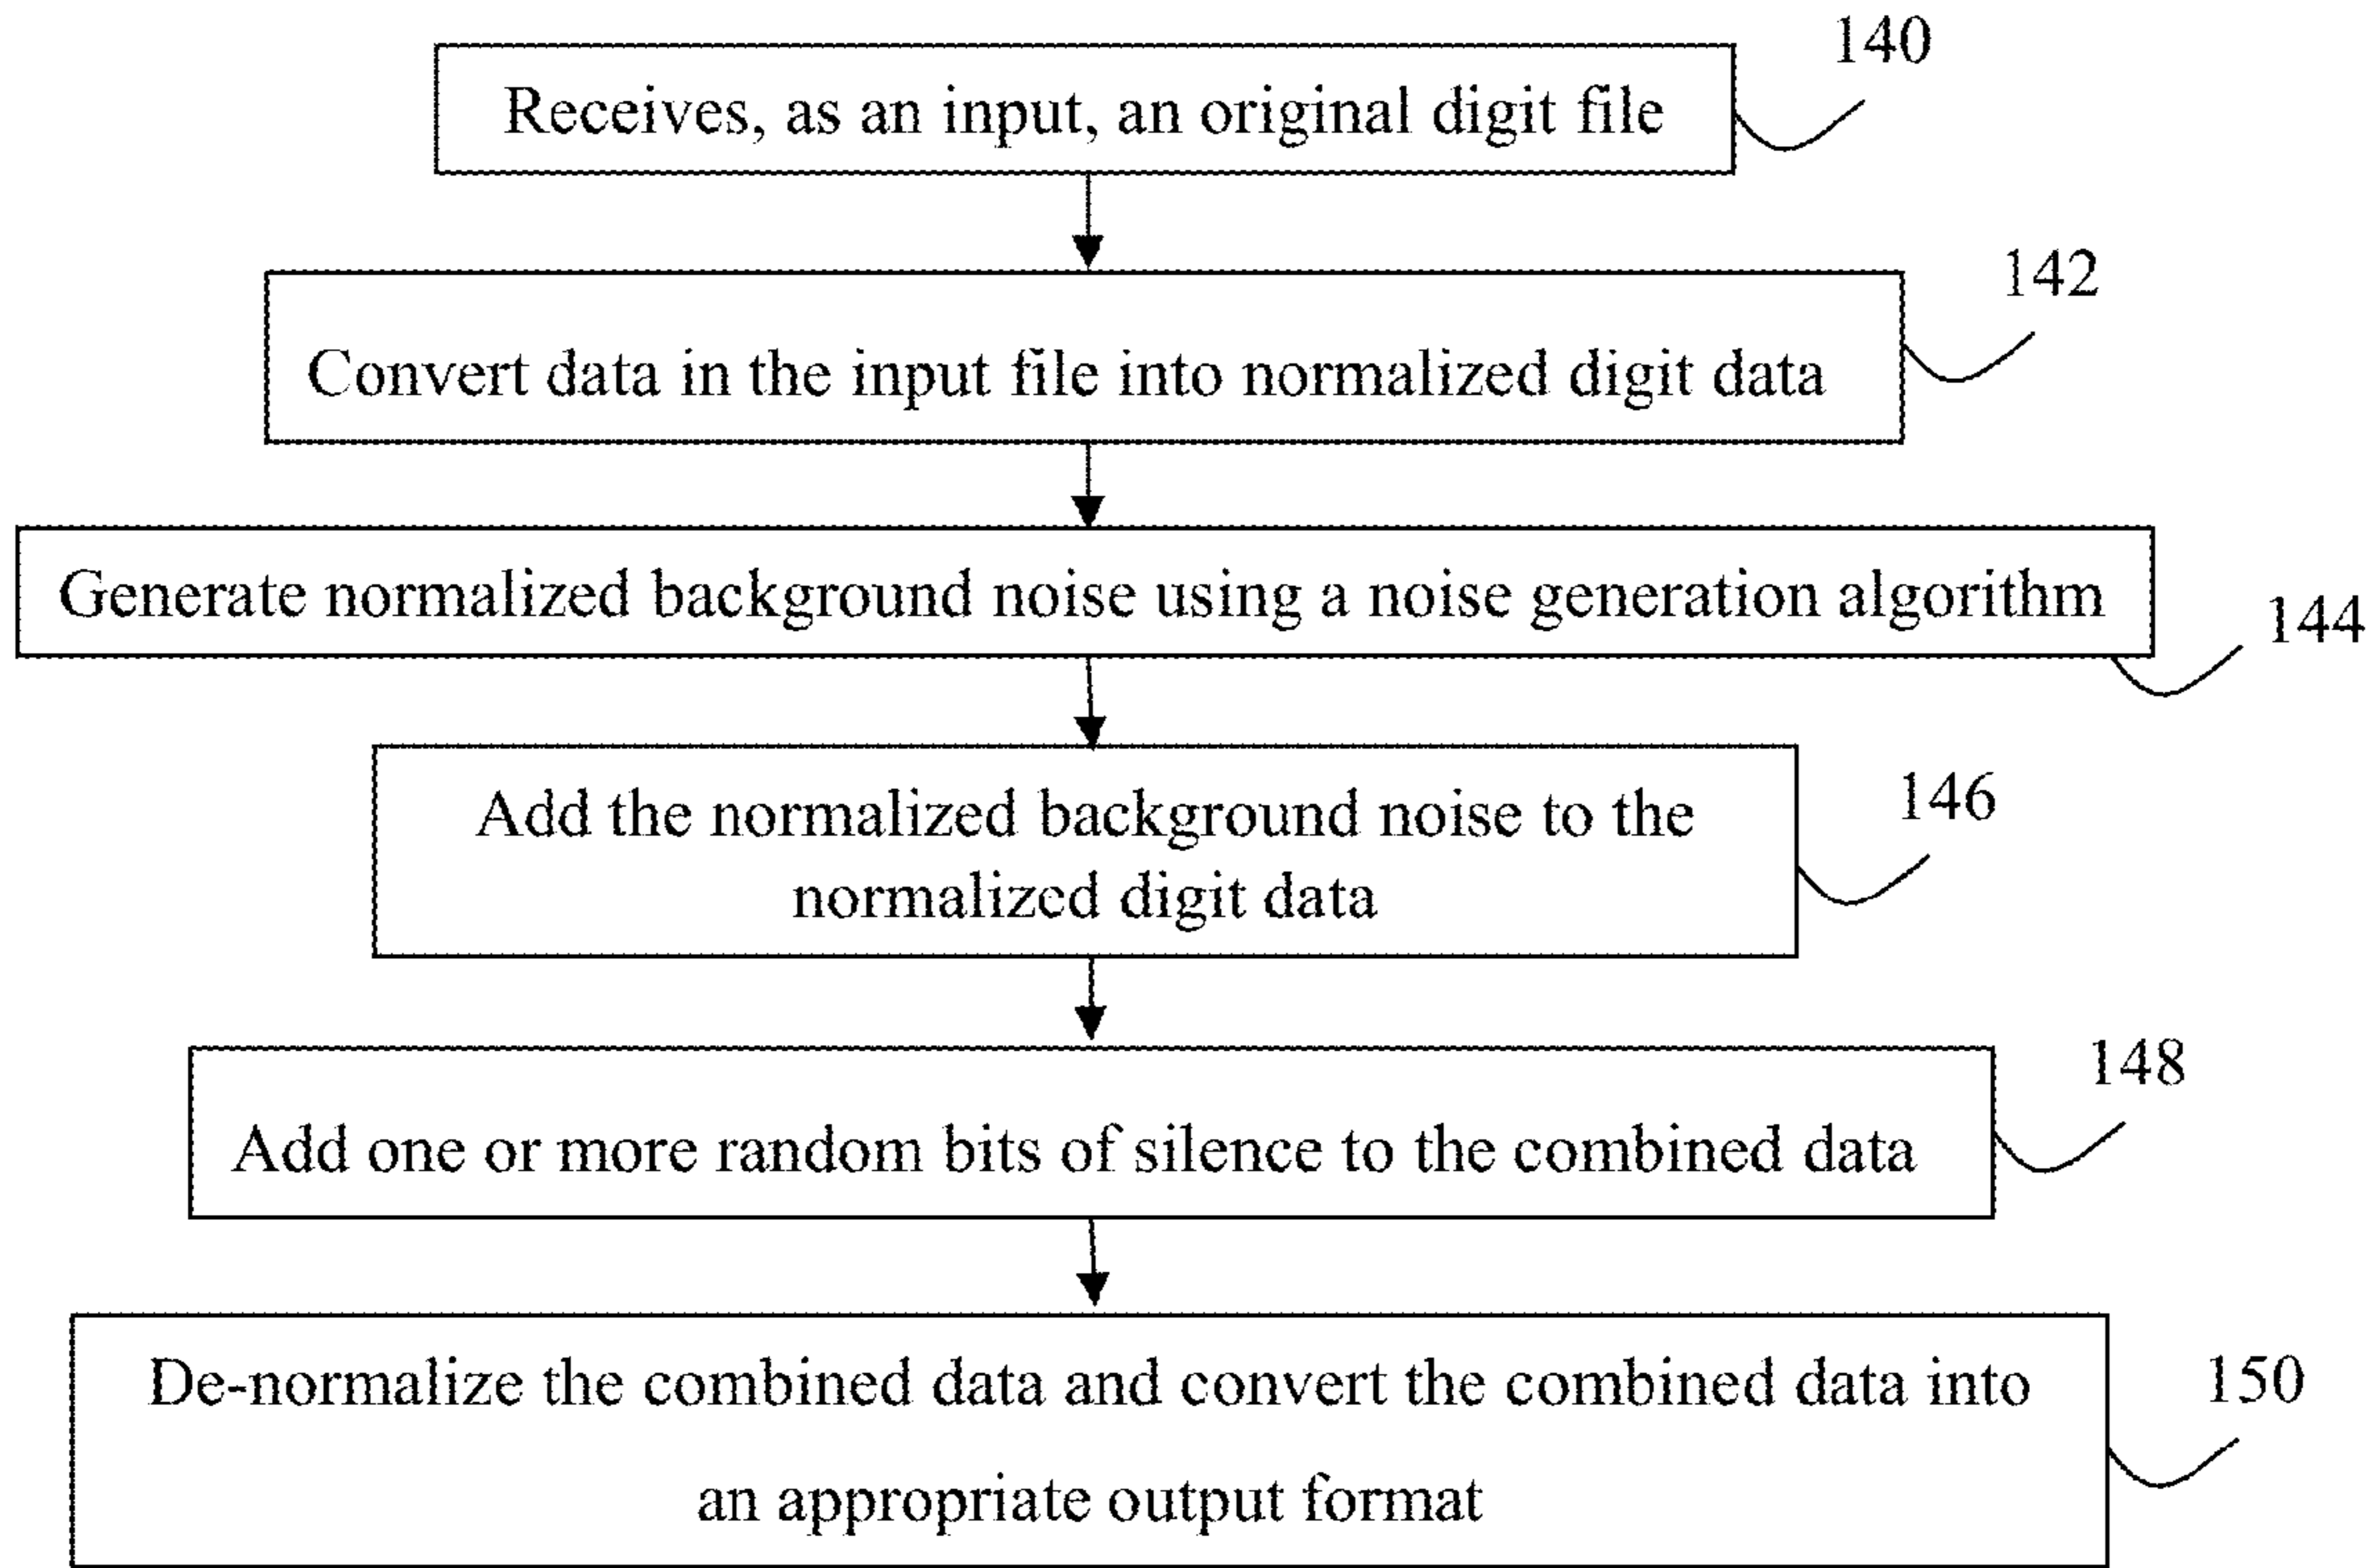 140
Receives, as an input, an original digit file
142
Convert data in the input file into normalized digit data
Generate normalized background noise using a noise generation algorithm
144
Add the normalized background noise to the
normalized digit data
146
148
Add one or more random bits of silence to the combined data
De-normalize the combined data and convert the combined data into
an appropriate output format
150